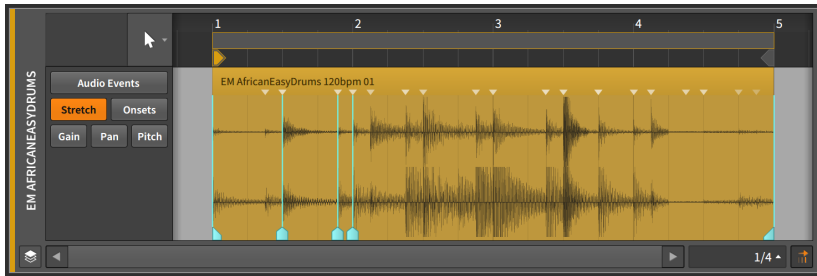 1 2 3 4 5
EM AFRICANEASYDRUMS
Audio Events
EM AfricanEasyDrums 120bpm 01
Stretch Onsets
Gain Pan Pitch
1/4